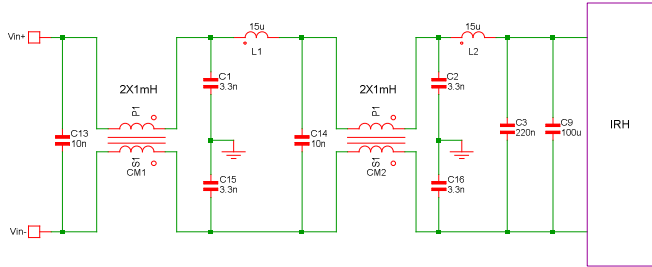 Vin+
15u
L1
15u
L2
2X1mH
C1
3.3n
2X1mH
C2
3.3n
P1
P1
C13
10n
C14
10n
C3
220n
C9
100u
IRH
S1
CM1
S1
CM2
C15
3.3n
C16
3.3n
Vin-